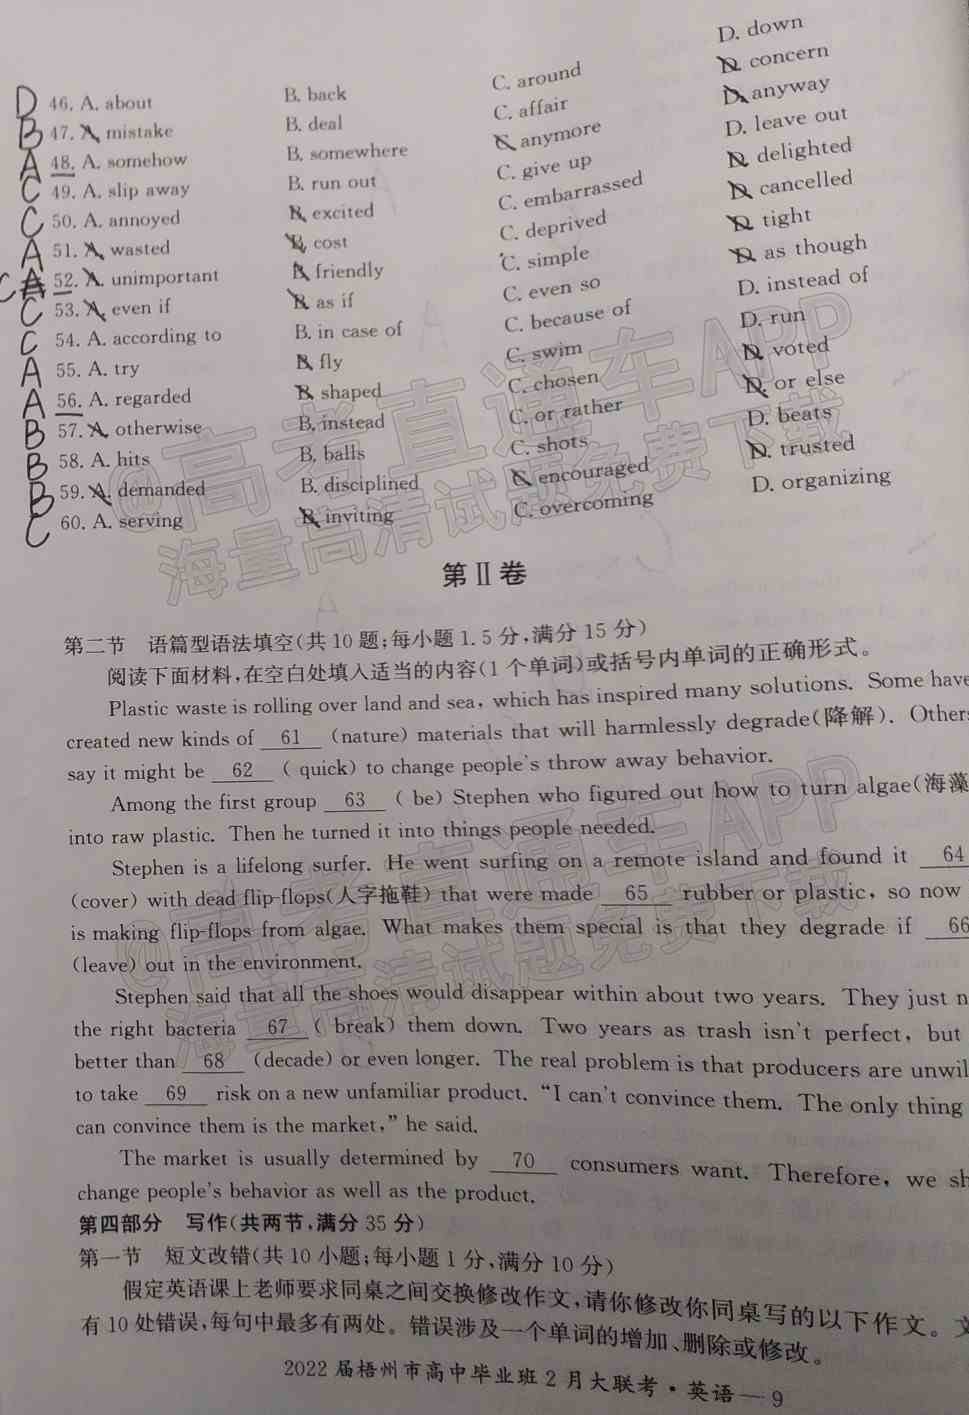 D 46. A. about B. back C. around D. down
B 47. A. mistake B. deal C. affair D. concern
A 48. A. somehow B. somewhere C. anymore D. anyway
C 49. A. slip away B. run out C. give up D. leave out
C 50. A. annoyed B. excited C. embarrassed D. delighted
A 51. A. wasted B. cost C. deprived D. cancelled
C A 52. A. unimportant B. friendly C. simple D. tight
C 53. A. even if B. as if C. even so D. as though
C 54. A. according to B. in case of C. because of D. instead of
A 55. A. try B. fly C. swim D. run
A 56. A. regarded B. shaped C. chosen D. voted
B 57. A. otherwise B. instead C. or rather D. or else
B 58. A. hits B. balls C. shots D. beats
B 59. A. demanded B. disciplined C. encouraged D. trusted
C 60. A. serving B. inviting C. overcoming D. organizing
@高考直通车APP
海量高清试题免费下载
第Ⅱ卷
第二节 语篇型语法填空(共10题;每小题1.5分,满分15分)
阅读下面材料,在空白处填入适当的内容(1个单词)或括号内单词的正确形式。
Plastic waste is rolling over land and sea, which has inspired many solutions. Some have
created new kinds of 61 (nature) materials that will harmlessly degrade(降解). Others
say it might be 62 ( quick) to change people's throw away behavior.
Among the first group 63 ( be) Stephen who figured out how to turn algae(海藻
into raw plastic. Then he turned it into things people needed.
Stephen is a lifelong surfer. He went surfing on a remote island and found it 64
(cover) with dead flip-flops(人字拖鞋) that were made 65 rubber or plastic, so now
is making flip-flops from algae. What makes them special is that they degrade if 66
(leave) out in the environment.
@高考直通车APP
海量高清试题免费下载
Stephen said that all the shoes would disappear within about two years. They just n
the right bacteria 67 ( break) them down. Two years as trash isn't perfect, but
better than 68 (decade) or even longer. The real problem is that producers are unwil
to take 69 risk on a new unfamiliar product. "I can't convince them. The only thing
can convince them is the market," he said.
The market is usually determined by 70 consumers want. Therefore, we sh
change people's behavior as well as the product.
第四部分 写作(共两节,满分35分)
第一节 短文改错(共10小题;每小题1分,满分10分)
假定英语课上老师要求同桌之间交换修改作文,请你修改你同桌写的以下作文。文
有10处错误,每句中最多有两处。错误涉及一个单词的增加、删除或修改。
2022届梧州市高中毕业班2月大联考·英语—9